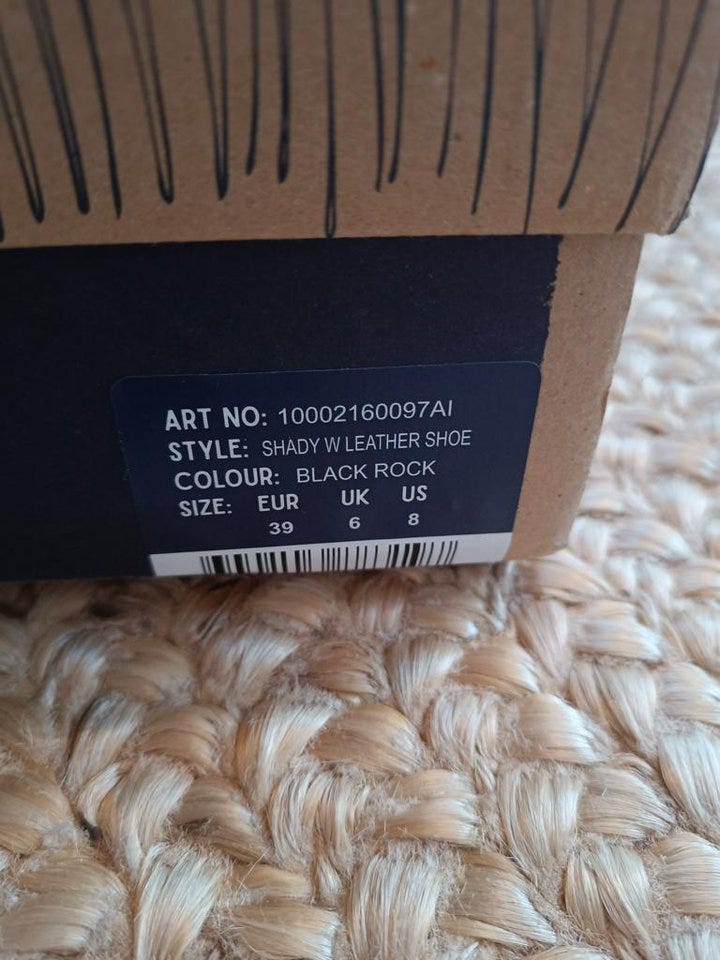 ART NO: 10002160097AI
STYLE: SHADY W LEATHER SHOE
COLOUR: BLACK ROCK
SIZE: EUR UK US
39 6 8